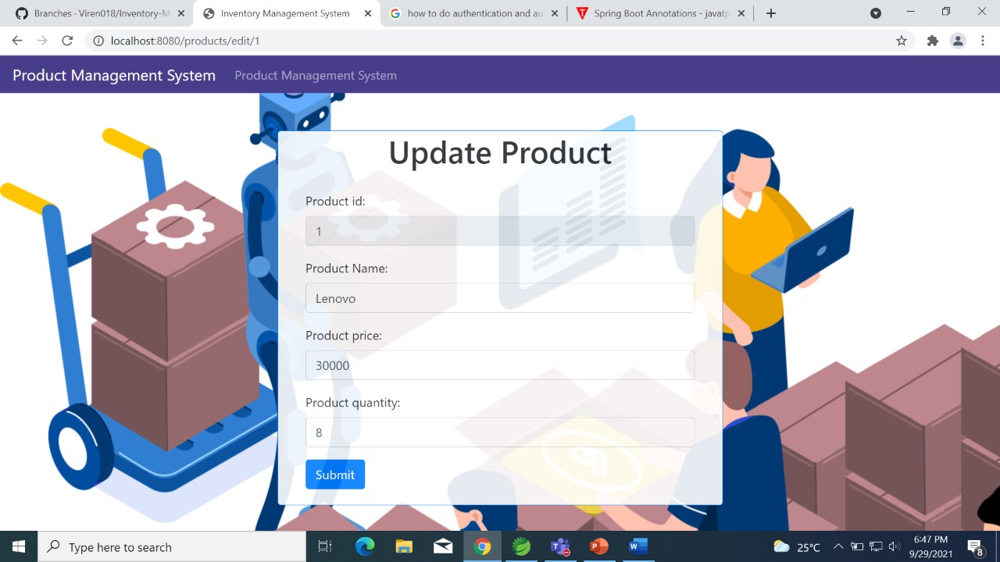 Branches · Viren018/Inventory-M
Inventory Management System
how to do authentication and au
Spring Boot Annotations - javatp
localhost:8080/products/edit/1
Product Management System Product Management System
Update Product
Product id:
1
Product Name:
Lenovo
Product price:
30000
Product quantity:
8
Submit
Type here to search
25°C
6:47 PM
9/29/2021
8